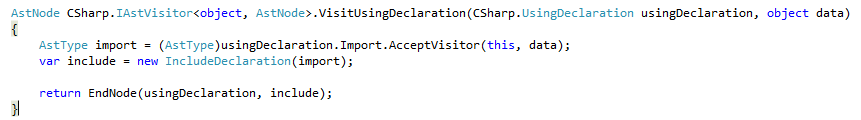 AstNode CSharp.IAstVisitor<object, AstNode>.VisitUsingDeclaration(CSharp.UsingDeclaration usingDeclaration, object data)
{
    AstType import = (AstType)usingDeclaration.Import.AcceptVisitor(this, data);
    var include = new IncludeDeclaration(import);

    return EndNode(usingDeclaration, include);
}